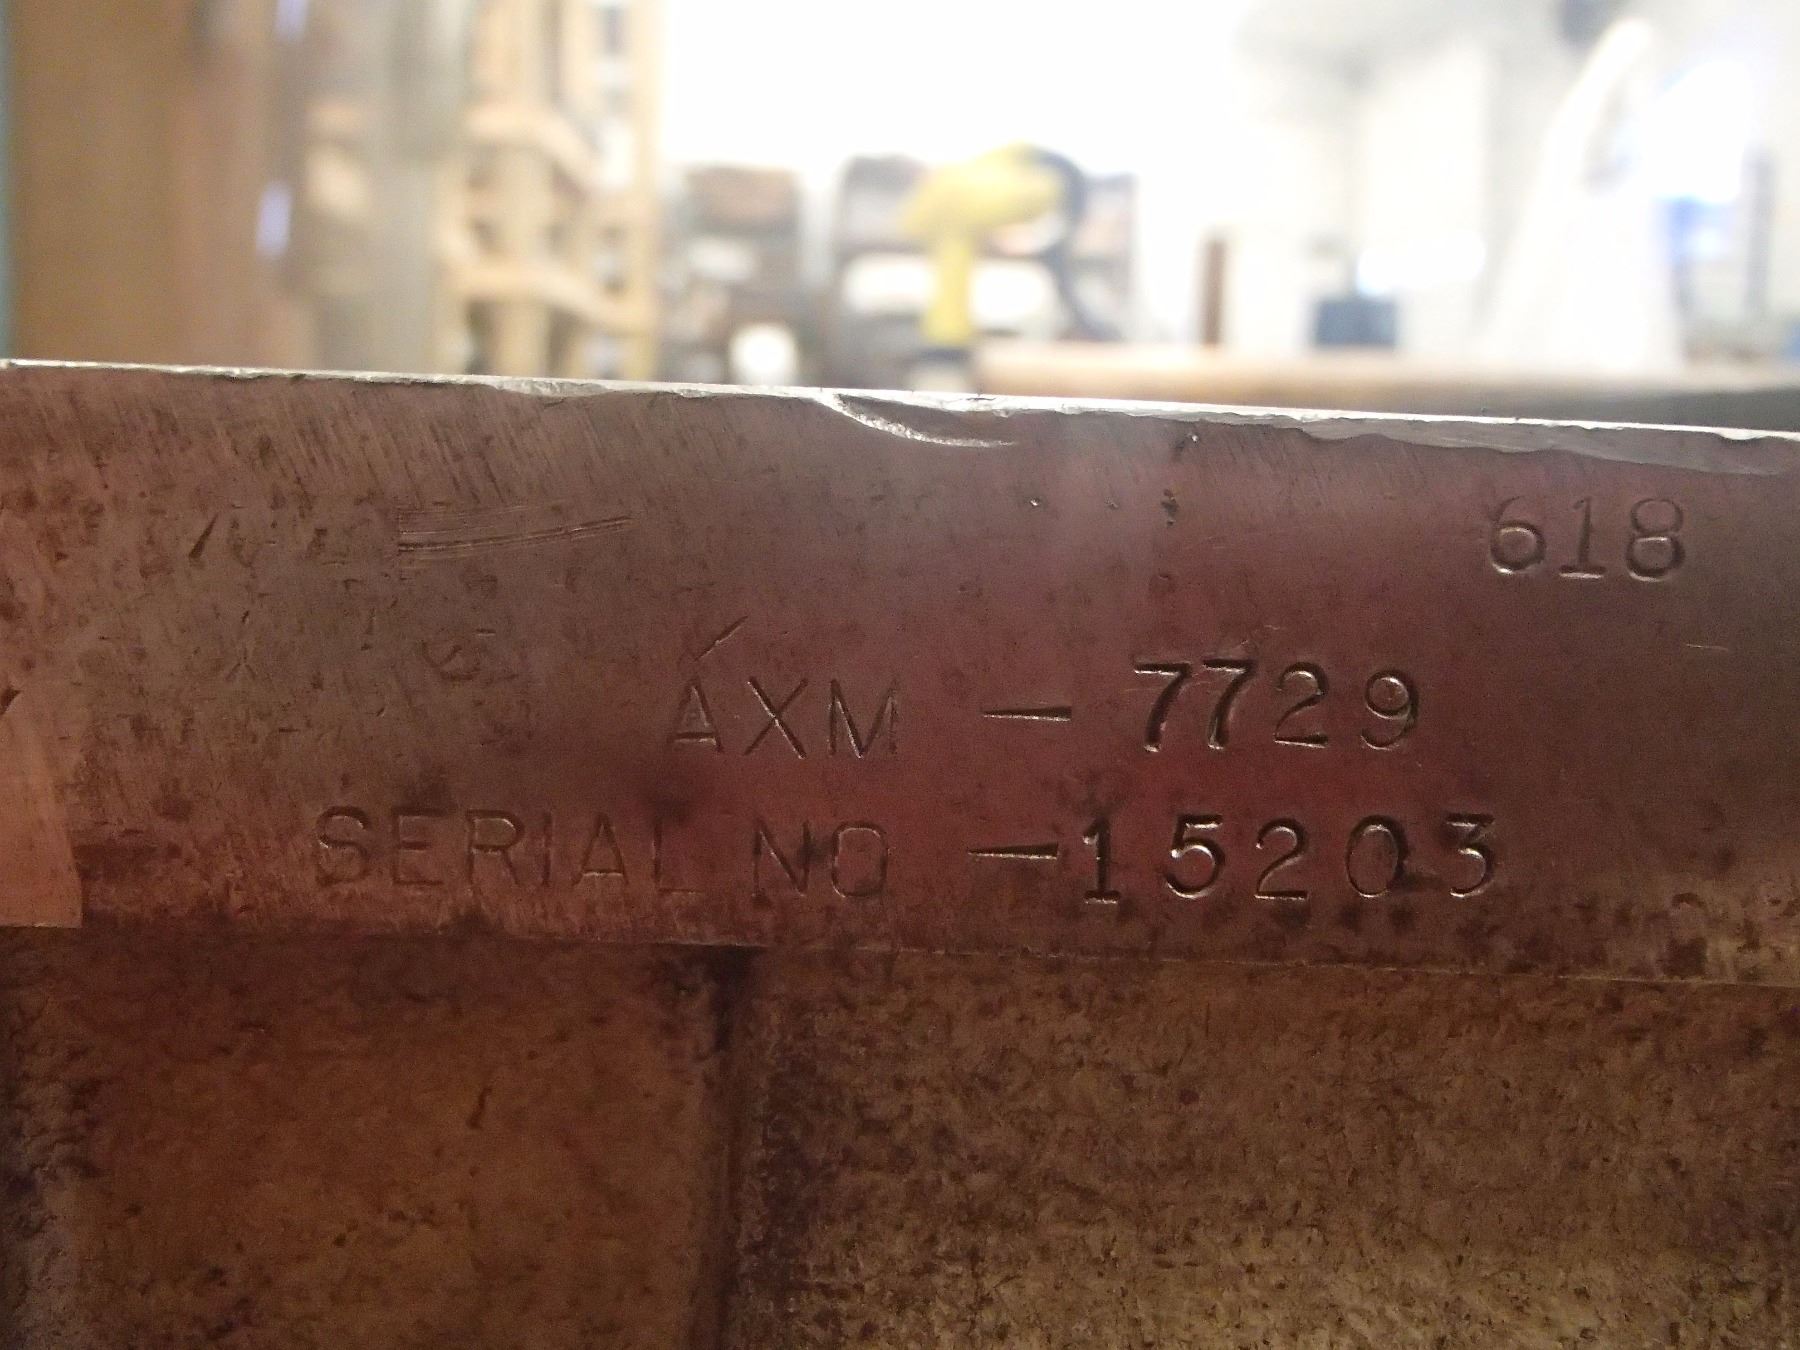 618
AXM — 7729
SERIAL NO — 15203